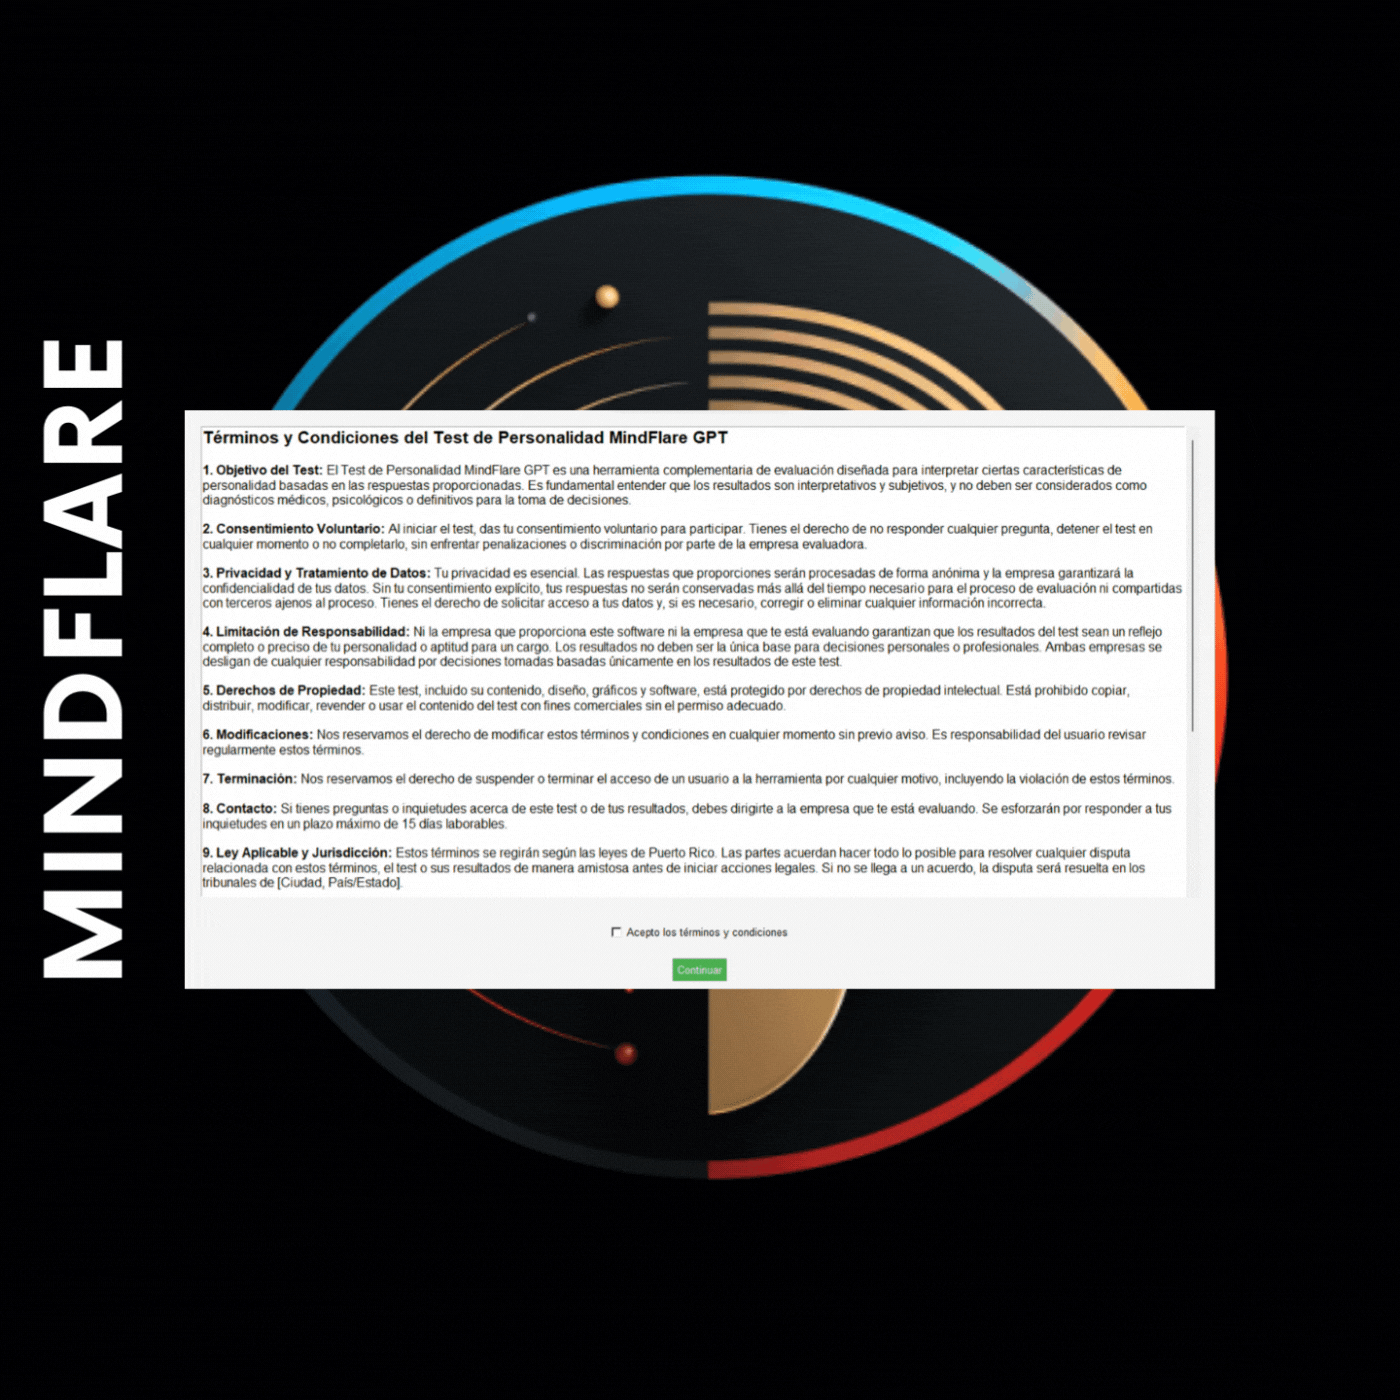 MINDFLARE
Términos y Condiciones del Test de Personalidad MindFlare GPT
1. Objetivo del Test: El Test de Personalidad MindFlare GPT es una herramienta complementaria de evaluación diseñada para interpretar ciertas características de
personalidad basadas en las respuestas proporcionadas. Es fundamental entender que los resultados son interpretativos y subjetivos, y no deben ser considerados como
diagnósticos médicos, psicológicos o definitivos para la toma de decisiones.
2. Consentimiento Voluntario: Al iniciar el test, das tu consentimiento voluntario para participar. Tienes el derecho de no responder cualquier pregunta, detener el test en
cualquier momento o no completarlo, sin enfrentar penalizaciones o discriminación por parte de la empresa evaluadora.
3. Privacidad y Tratamiento de Datos: Tu privacidad es esencial. Las respuestas que proporciones serán procesadas de forma anónima y la empresa garantizará la
confidencialidad de tus datos. Sin tu consentimiento explícito, tus respuestas no serán conservadas más allá del tiempo necesario para el proceso de evaluación ni compartidas
con terceros ajenos al proceso. Tienes el derecho de solicitar acceso a tus datos y, si es necesario, corregir o eliminar cualquier información incorrecta.
4. Limitación de Responsabilidad: Ni la empresa que proporciona este software ni la empresa que te está evaluando garantizan que los resultados del test sean un reflejo
completo o preciso de tu personalidad o aptitud para un cargo. Los resultados no deben ser la única base para decisiones personales o profesionales. Ambas empresas se
desligan de cualquier responsabilidad por decisiones tomadas basadas únicamente en los resultados de este test.
5. Derechos de Propiedad: Este test, incluido su contenido, diseño, gráficos y software, está protegido por derechos de propiedad intelectual. Está prohibido copiar,
distribuir, modificar, revender o usar el contenido del test con fines comerciales sin el permiso adecuado.
6. Modificaciones: Nos reservamos el derecho de modificar estos términos y condiciones en cualquier momento sin previo aviso. Es responsabilidad del usuario revisar
regularmente estos términos.
7. Terminación: Nos reservamos el derecho de suspender o terminar el acceso de un usuario a la herramienta por cualquier motivo, incluyendo la violación de estos términos.
8. Contacto: Si tienes preguntas o inquietudes acerca de este test o de tus resultados, debes dirigirte a la empresa que te está evaluando. Se esforzarán por responder a tus
inquietudes en un plazo máximo de 15 días laborables.
9. Ley Aplicable y Jurisdicción: Estos términos se regirán según las leyes de Puerto Rico. Las partes acuerdan hacer todo lo posible para resolver cualquier disputa
relacionada con estos términos, el test o sus resultados de manera amistosa antes de iniciar acciones legales. Si no se llega a un acuerdo, la disputa será resuelta en los
tribunales de [Ciudad, País/Estado].
Acepto los términos y condiciones
Continuar